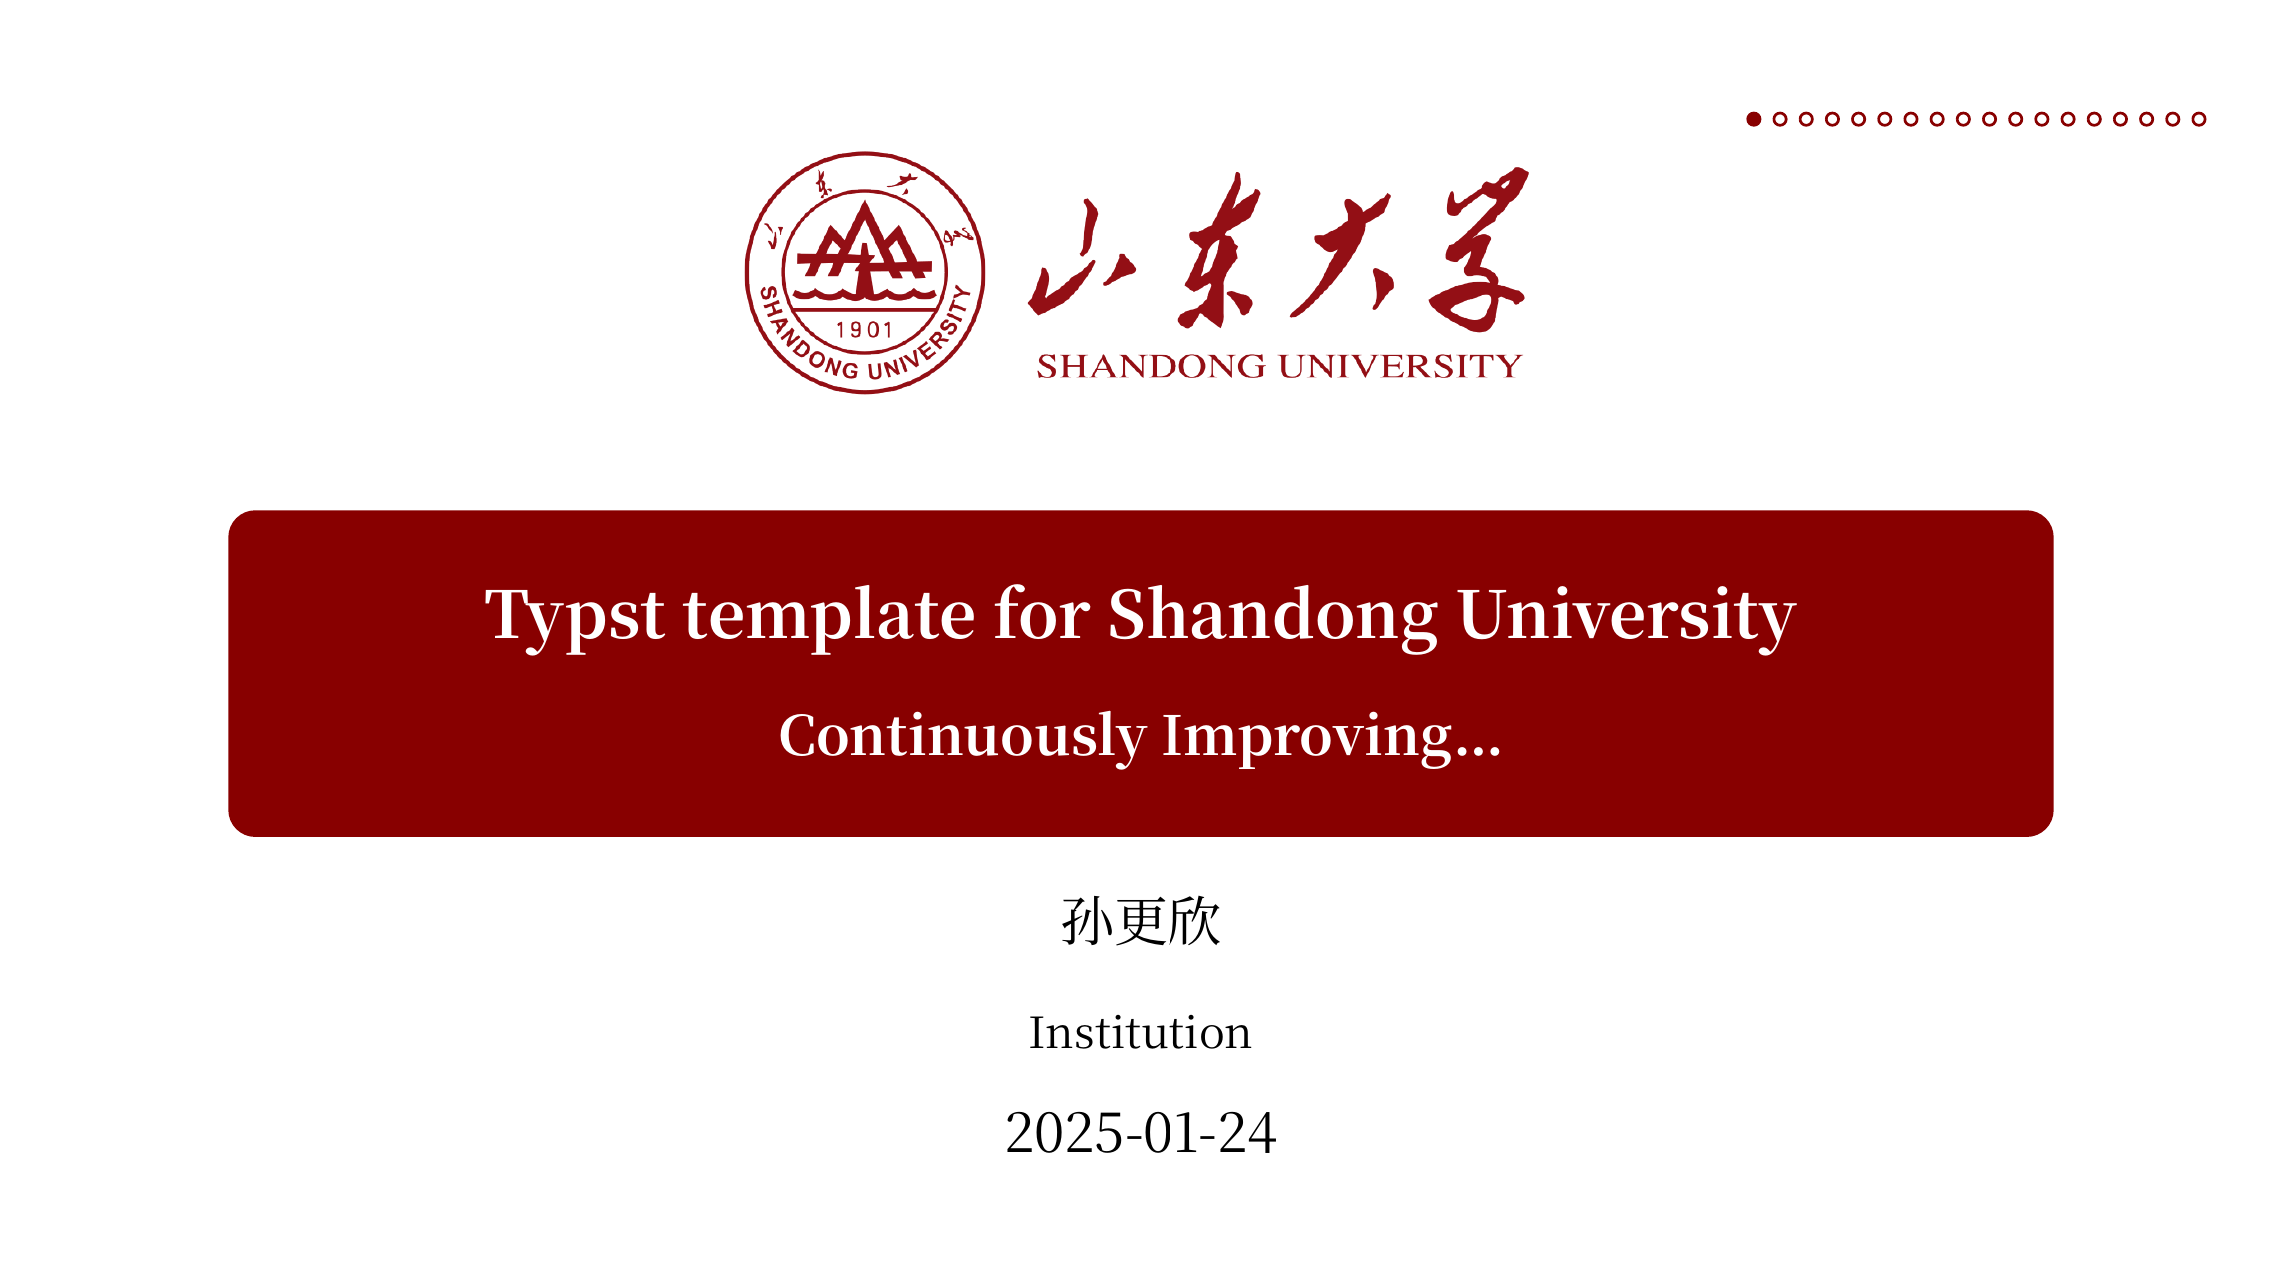 山东大学
1901
SHANDONG UNIVERSITY
山东大学
SHANDONG UNIVERSITY
Typst template for Shandong University
Continuously Improving...
孙更欣
Institution
2025-01-24